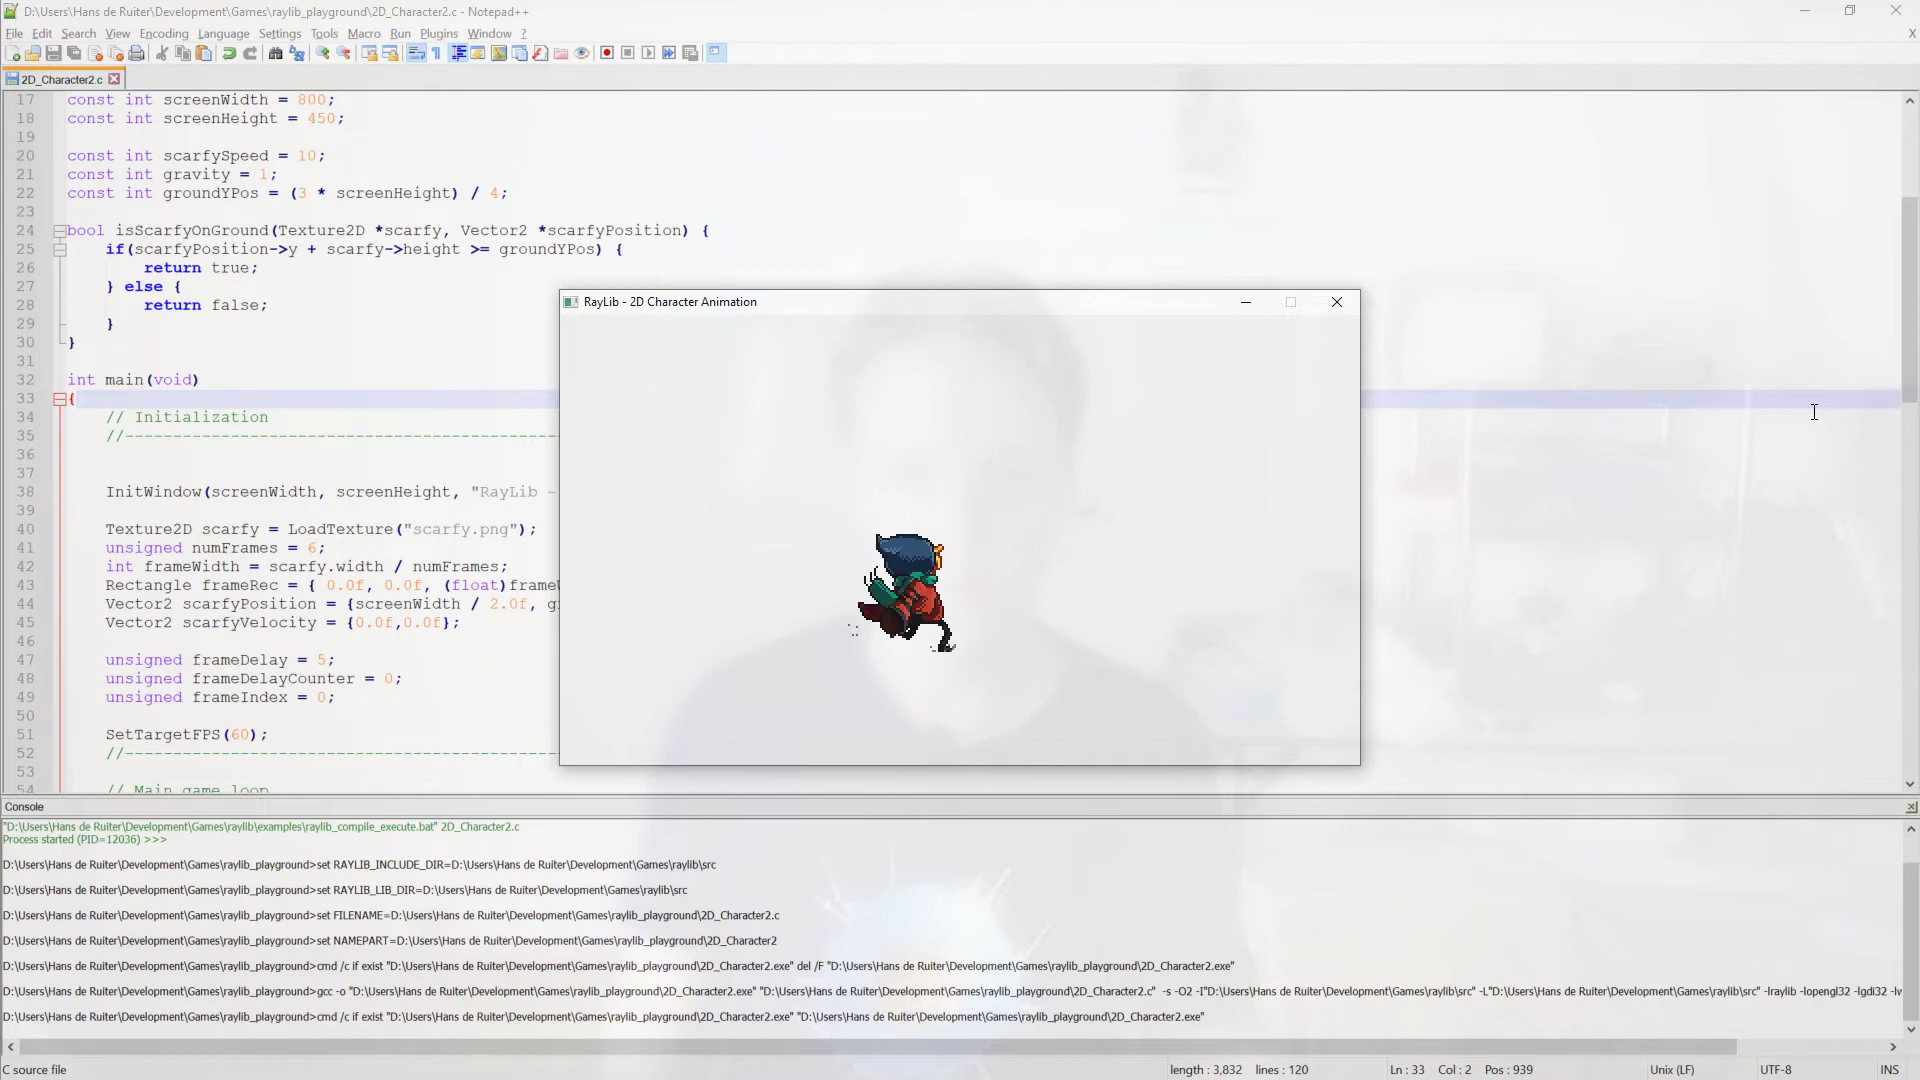 D:\Users\Hans de Ruiter\Development\Games\raylib_playground\2D_Character2.c - Notepad++
File Edit Search View Encoding Language Settings Tools Macro Run Plugins Window ?
X
2D_Character2.c
17 const int screenWidth = 800;
18 const int screenHeight = 450;
19
20 const int scarfySpeed = 10;
21 const int gravity = 1;
22 const int groundYPos = (3 * screenHeight) / 4;
23
24 bool isScarfyOnGround(Texture2D *scarfy, Vector2 *scarfyPosition) {
25 if(scarfyPosition->y + scarfy->height >= groundYPos) {
26 return true;
27 } else {
28 return false;
29 }
30 }
31
32 int main(void)
33 {
34 // Initialization
35 //----------------------------------------------
36
37
38 InitWindow(screenWidth, screenHeight, "RayLib -
39
40 Texture2D scarfy = LoadTexture("scarfy.png");
41 unsigned numFrames = 6;
42 int frameWidth = scarfy.width / numFrames;
43 Rectangle frameRec = { 0.0f, 0.0f, (float)frameW
44 Vector2 scarfyPosition = {screenWidth / 2.0f, g
45 Vector2 scarfyVelocity = {0.0f,0.0f};
46
47 unsigned frameDelay = 5;
48 unsigned frameDelayCounter = 0;
49 unsigned frameIndex = 0;
50
51 SetTargetFPS(60);
52 //----------------------------------------------
53
54 // Main game loop
RayLib - 2D Character Animation
Console
"D:\Users\Hans de Ruiter\Development\Games\raylib\examples\raylib_compile_execute.bat" 2D_Character2.c
Process started (PID=12036) >>>
D:\Users\Hans de Ruiter\Development\Games\raylib_playground>set RAYLIB_INCLUDE_DIR=D:\Users\Hans de Ruiter\Development\Games\raylib\src
D:\Users\Hans de Ruiter\Development\Games\raylib_playground>set RAYLIB_LIB_DIR=D:\Users\Hans de Ruiter\Development\Games\raylib\src
D:\Users\Hans de Ruiter\Development\Games\raylib_playground>set FILENAME=D:\Users\Hans de Ruiter\Development\Games\raylib_playground\2D_Character2.c
D:\Users\Hans de Ruiter\Development\Games\raylib_playground>set NAMEPART=D:\Users\Hans de Ruiter\Development\Games\raylib_playground\2D_Character2
D:\Users\Hans de Ruiter\Development\Games\raylib_playground>cmd /c if exist "D:\Users\Hans de Ruiter\Development\Games\raylib_playground\2D_Character2.exe" del /F "D:\Users\Hans de Ruiter\Development\Games\raylib_playground\2D_Character2.exe"
D:\Users\Hans de Ruiter\Development\Games\raylib_playground>gcc -o "D:\Users\Hans de Ruiter\Development\Games\raylib_playground\2D_Character2.exe" "D:\Users\Hans de Ruiter\Development\Games\raylib_playground\2D_Character2.c" -s -O2 -I"D:\Users\Hans de Ruiter\Development\Games\raylib\src" -L"D:\Users\Hans de Ruiter\Development\Games\raylib\src" -lraylib -lopengl32 -lgdi32 -lw
D:\Users\Hans de Ruiter\Development\Games\raylib_playground>cmd /c if exist "D:\Users\Hans de Ruiter\Development\Games\raylib_playground\2D_Character2.exe" "D:\Users\Hans de Ruiter\Development\Games\raylib_playground\2D_Character2.exe"
C source file length : 3,832 lines : 120 Ln : 33 Col : 2 Pos : 939 Unix (LF) UTF-8 INS